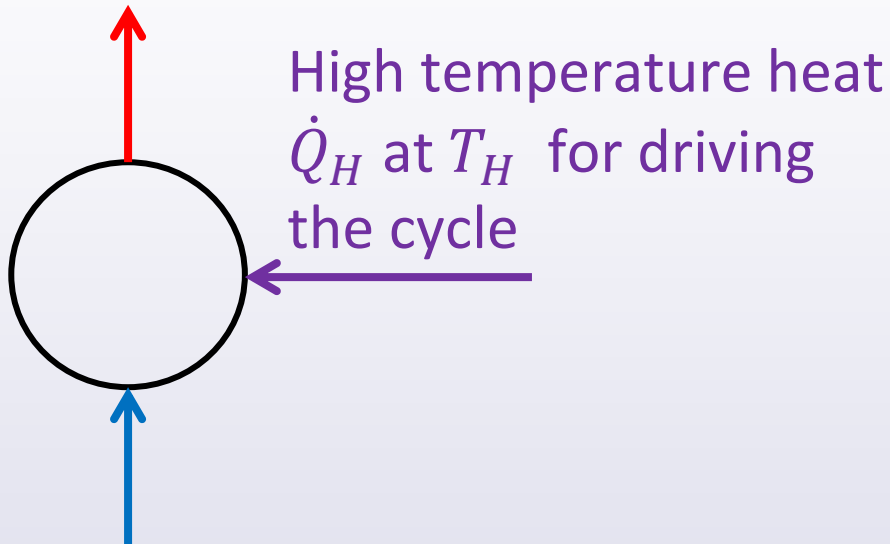 High temperature heat
Q̇_H at T_H for driving
the cycle